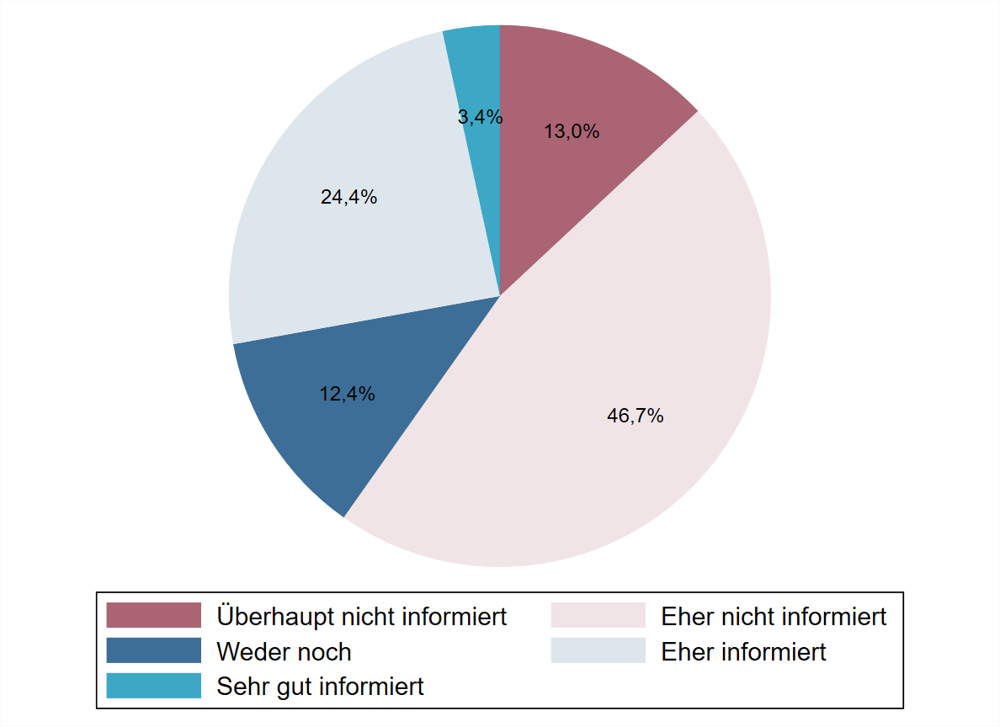 3,4%
13,0%
24,4%
12,4%
46,7%
Überhaupt nicht informiert
Eher nicht informiert
Weder noch
Eher informiert
Sehr gut informiert